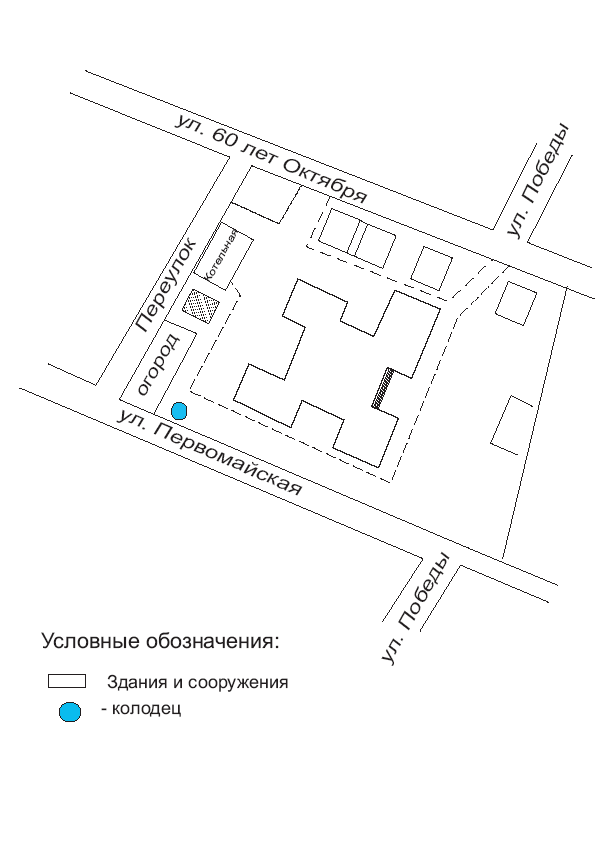 ул. 60 лет Октября
ул. Победы
Котельная
Переулок
огород
ул. Первомайская
ул. Победы
Условные обозначения:
Здания и сооружения
- колодец